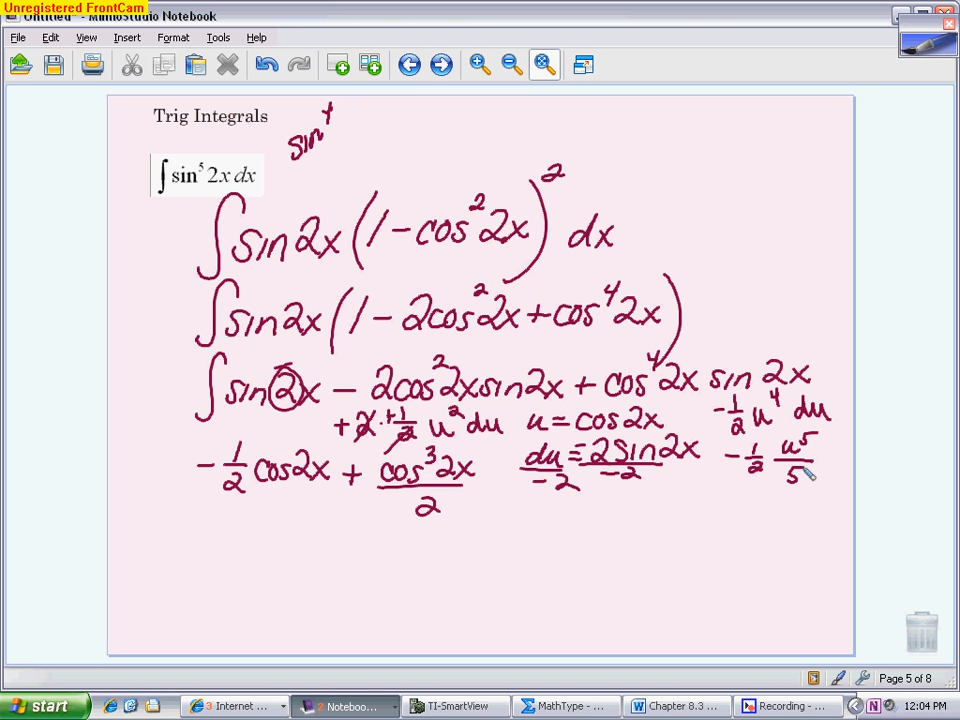 Unregistered FrontCam
Untitled* - MimioStudio Notebook
File Edit View Insert Format Tools Help
Trig Integrals
sin⁴
∫ sin⁵ 2x dx
∫ sin 2x (1 - cos² 2x)² dx
∫ sin 2x (1 - 2cos² 2x + cos⁴ 2x)
∫ sin 2x - 2cos² 2x sin 2x + cos⁴ 2x sin 2x
+ 2 · + 1/2 u² du u = cos 2x - 1/2 u⁴ du
- 1/2 cos 2x + cos³ 2x / 2 du / -2 = -2 sin 2x / -2 - 1/2 u⁵/5
Page 5 of 8
start 3 Internet ... 2 Noteboo... TI-SmartView MathType - ... Chapter 8.3 ... Recording - ... 12:04 PM